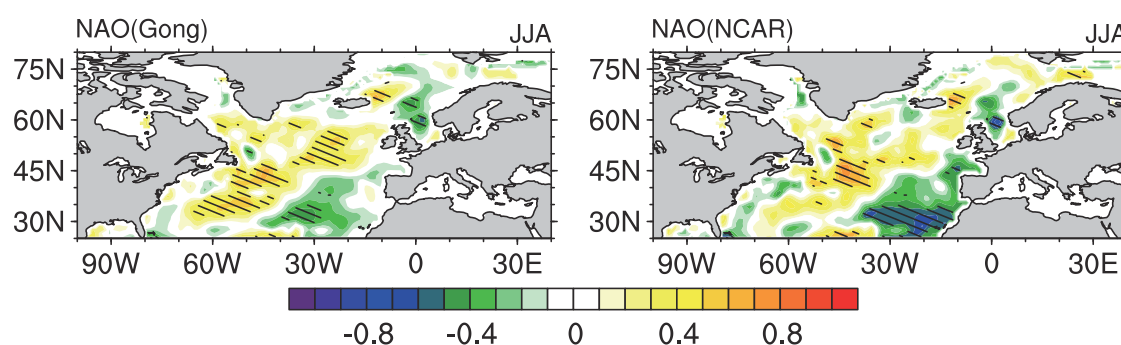 NAO(Gong) JJA NAO(NCAR) JJA
75N 75N
60N 60N
45N 45N
30N 30N
90W 60W 30W 0 30E 90W 60W 30W 0 30E
-0.8 -0.4 0 0.4 0.8